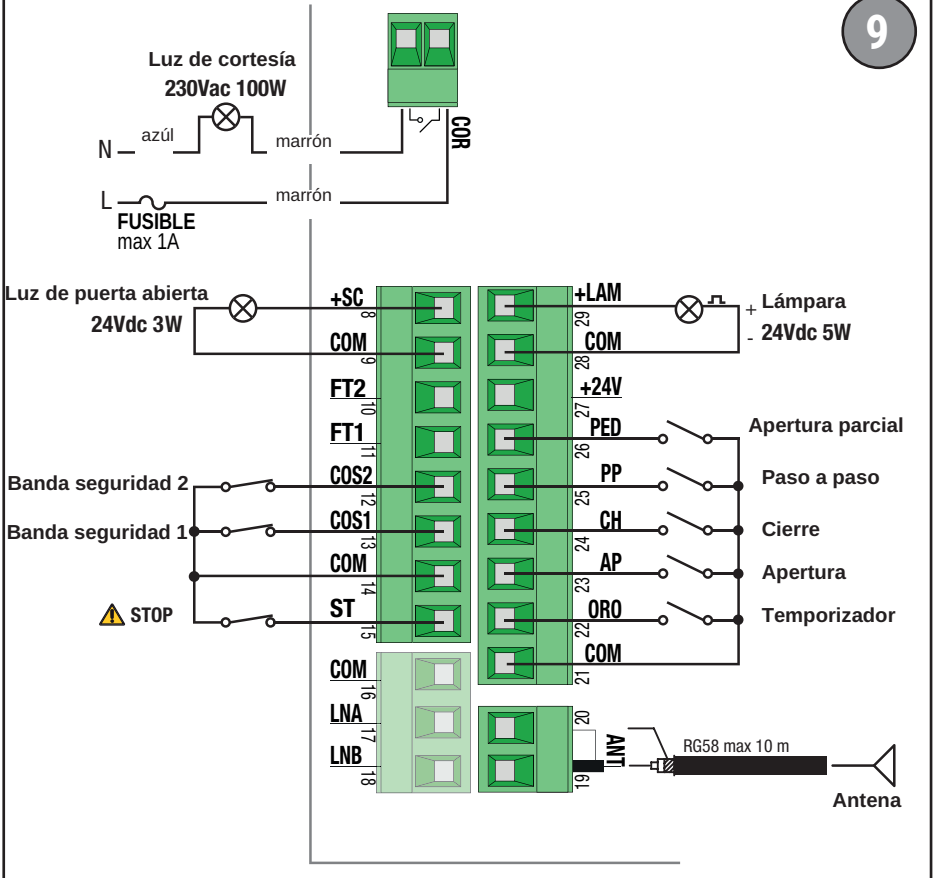 9
Luz de cortesía
230Vac 100W
azúl
marrón
N
COR
L
marrón
FUSIBLE
max 1A
Luz de puerta abierta
24Vdc 3W
+SC
8
COM
9
FT2
10
FT1
11
Banda seguridad 2
COS2
12
Banda seguridad 1
COS1
13
COM
14
STOP
ST
15
COM
16
LNA
17
LNB
18
+LAM
29
+ Lámpara
- 24Vdc 5W
COM
28
+24V
27
PED
26
Apertura parcial
PP
25
Paso a paso
CH
24
Cierre
AP
23
Apertura
ORO
22
Temporizador
COM
21
20
ANT
19
RG58 max 10 m
Antena